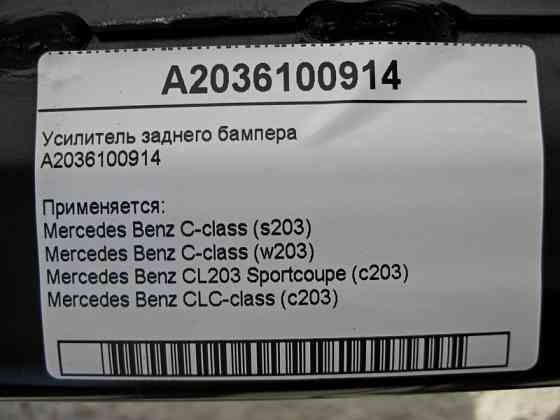 A2036100914
Усилитель заднего бампера
A2036100914
Применяется:
Mercedes Benz C-class (s203)
Mercedes Benz C-class (w203)
Mercedes Benz CL203 Sportcoupe (c203)
Mercedes Benz CLC-class (c203)